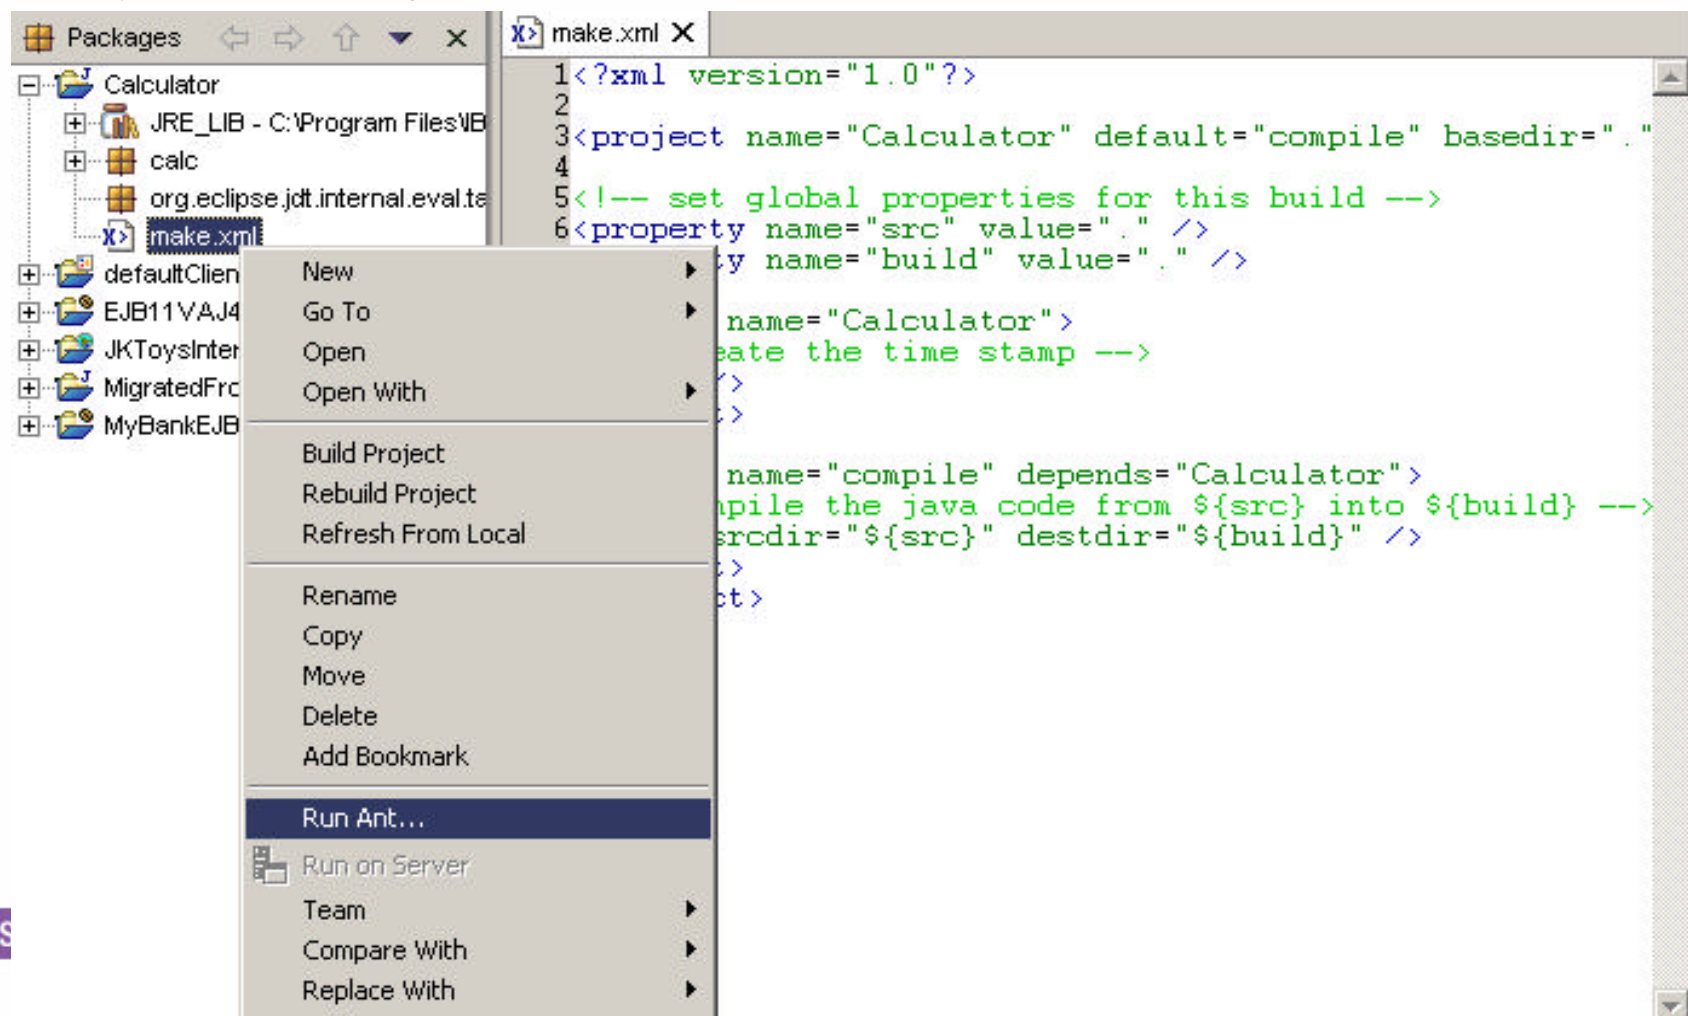 Packages
Calculator
JRE_LIB - C:\Program Files\IB
calc
org.eclipse.jdt.internal.eval.ta
make.xml
defaultClien
EJB11VAJ4
JKToysInter
MigratedFro
MyBankEJB
New
Go To
Open
Open With
Build Project
Rebuild Project
Refresh From Local
Rename
Copy
Move
Delete
Add Bookmark
Run Ant...
Run on Server
Team
Compare With
Replace With
make.xml
1<?xml version="1.0"?>
2
3<project name="Calculator" default="compile" basedir="."
4
5<!-- set global properties for this build -->
6<property name="src" value="." />
ty name="build" value="." />
name="Calculator">
eate the time stamp -->
/>
t>
name="compile" depends="Calculator">
mpile the java code from ${src} into ${build} -->
srcdir="${src}" destdir="${build}" />
t>
ct>
S